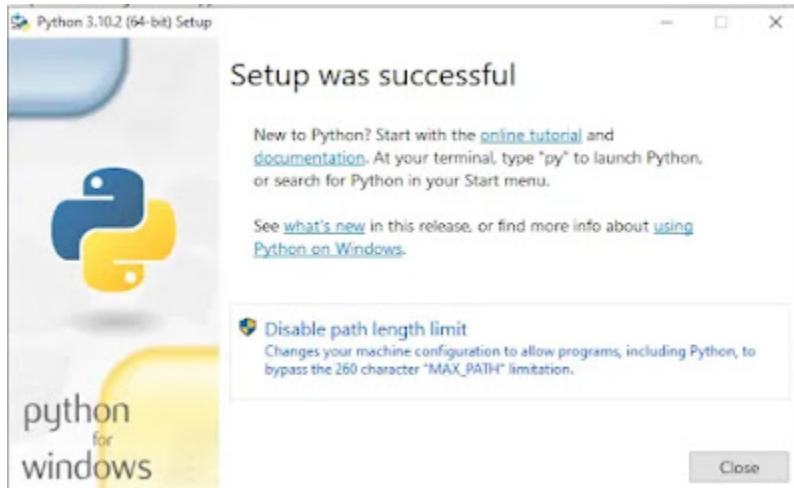 Python 3.10.2 (64-bit) Setup
Setup was successful
New to Python? Start with the online tutorial and
documentation. At your terminal, type "py" to launch Python,
or search for Python in your Start menu.
See what's new in this release, or find more info about using
Python on Windows.
Disable path length limit
Changes your machine configuration to allow programs, including Python, to
bypass the 260 character "MAX_PATH" limitation.
python
for
windows
Close